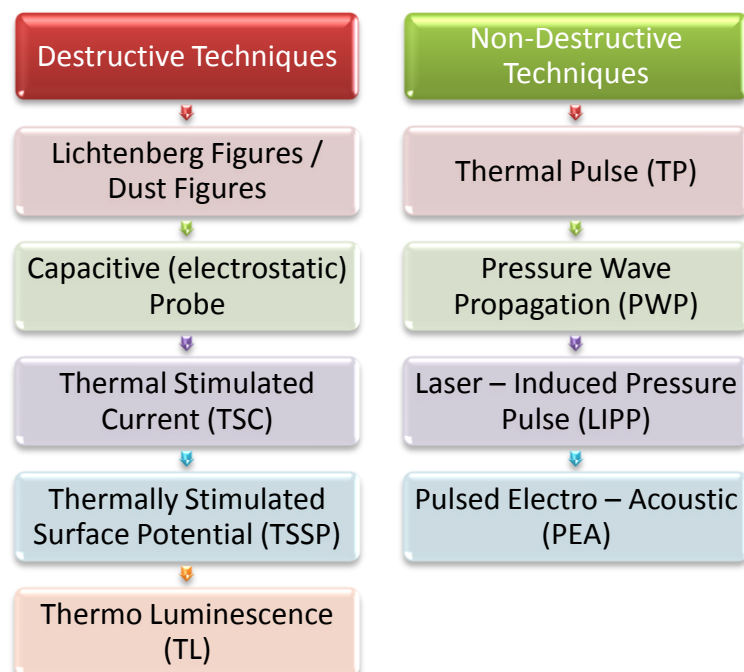 Destructive Techniques
Lichtenberg Figures /
Dust Figures
Capacitive (electrostatic)
Probe
Thermal Stimulated
Current (TSC)
Thermally Stimulated
Surface Potential (TSSP)
Thermo Luminescence
(TL)
Non-Destructive
Techniques
Thermal Pulse (TP)
Pressure Wave
Propagation (PWP)
Laser – Induced Pressure
Pulse (LIPP)
Pulsed Electro – Acoustic
(PEA)